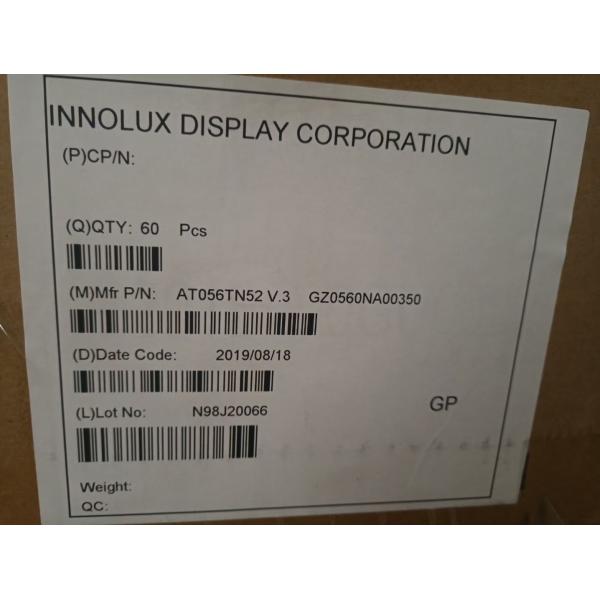 INNOLUX DISPLAY CORPORATION
(P)CP/N:
(Q)QTY: 60 Pcs
(M)Mfr P/N: AT056TN52 V.3 GZ0560NA00350
(D)Date Code: 2019/08/18
(L)Lot No: N98J20066
GP
Weight:
QC: